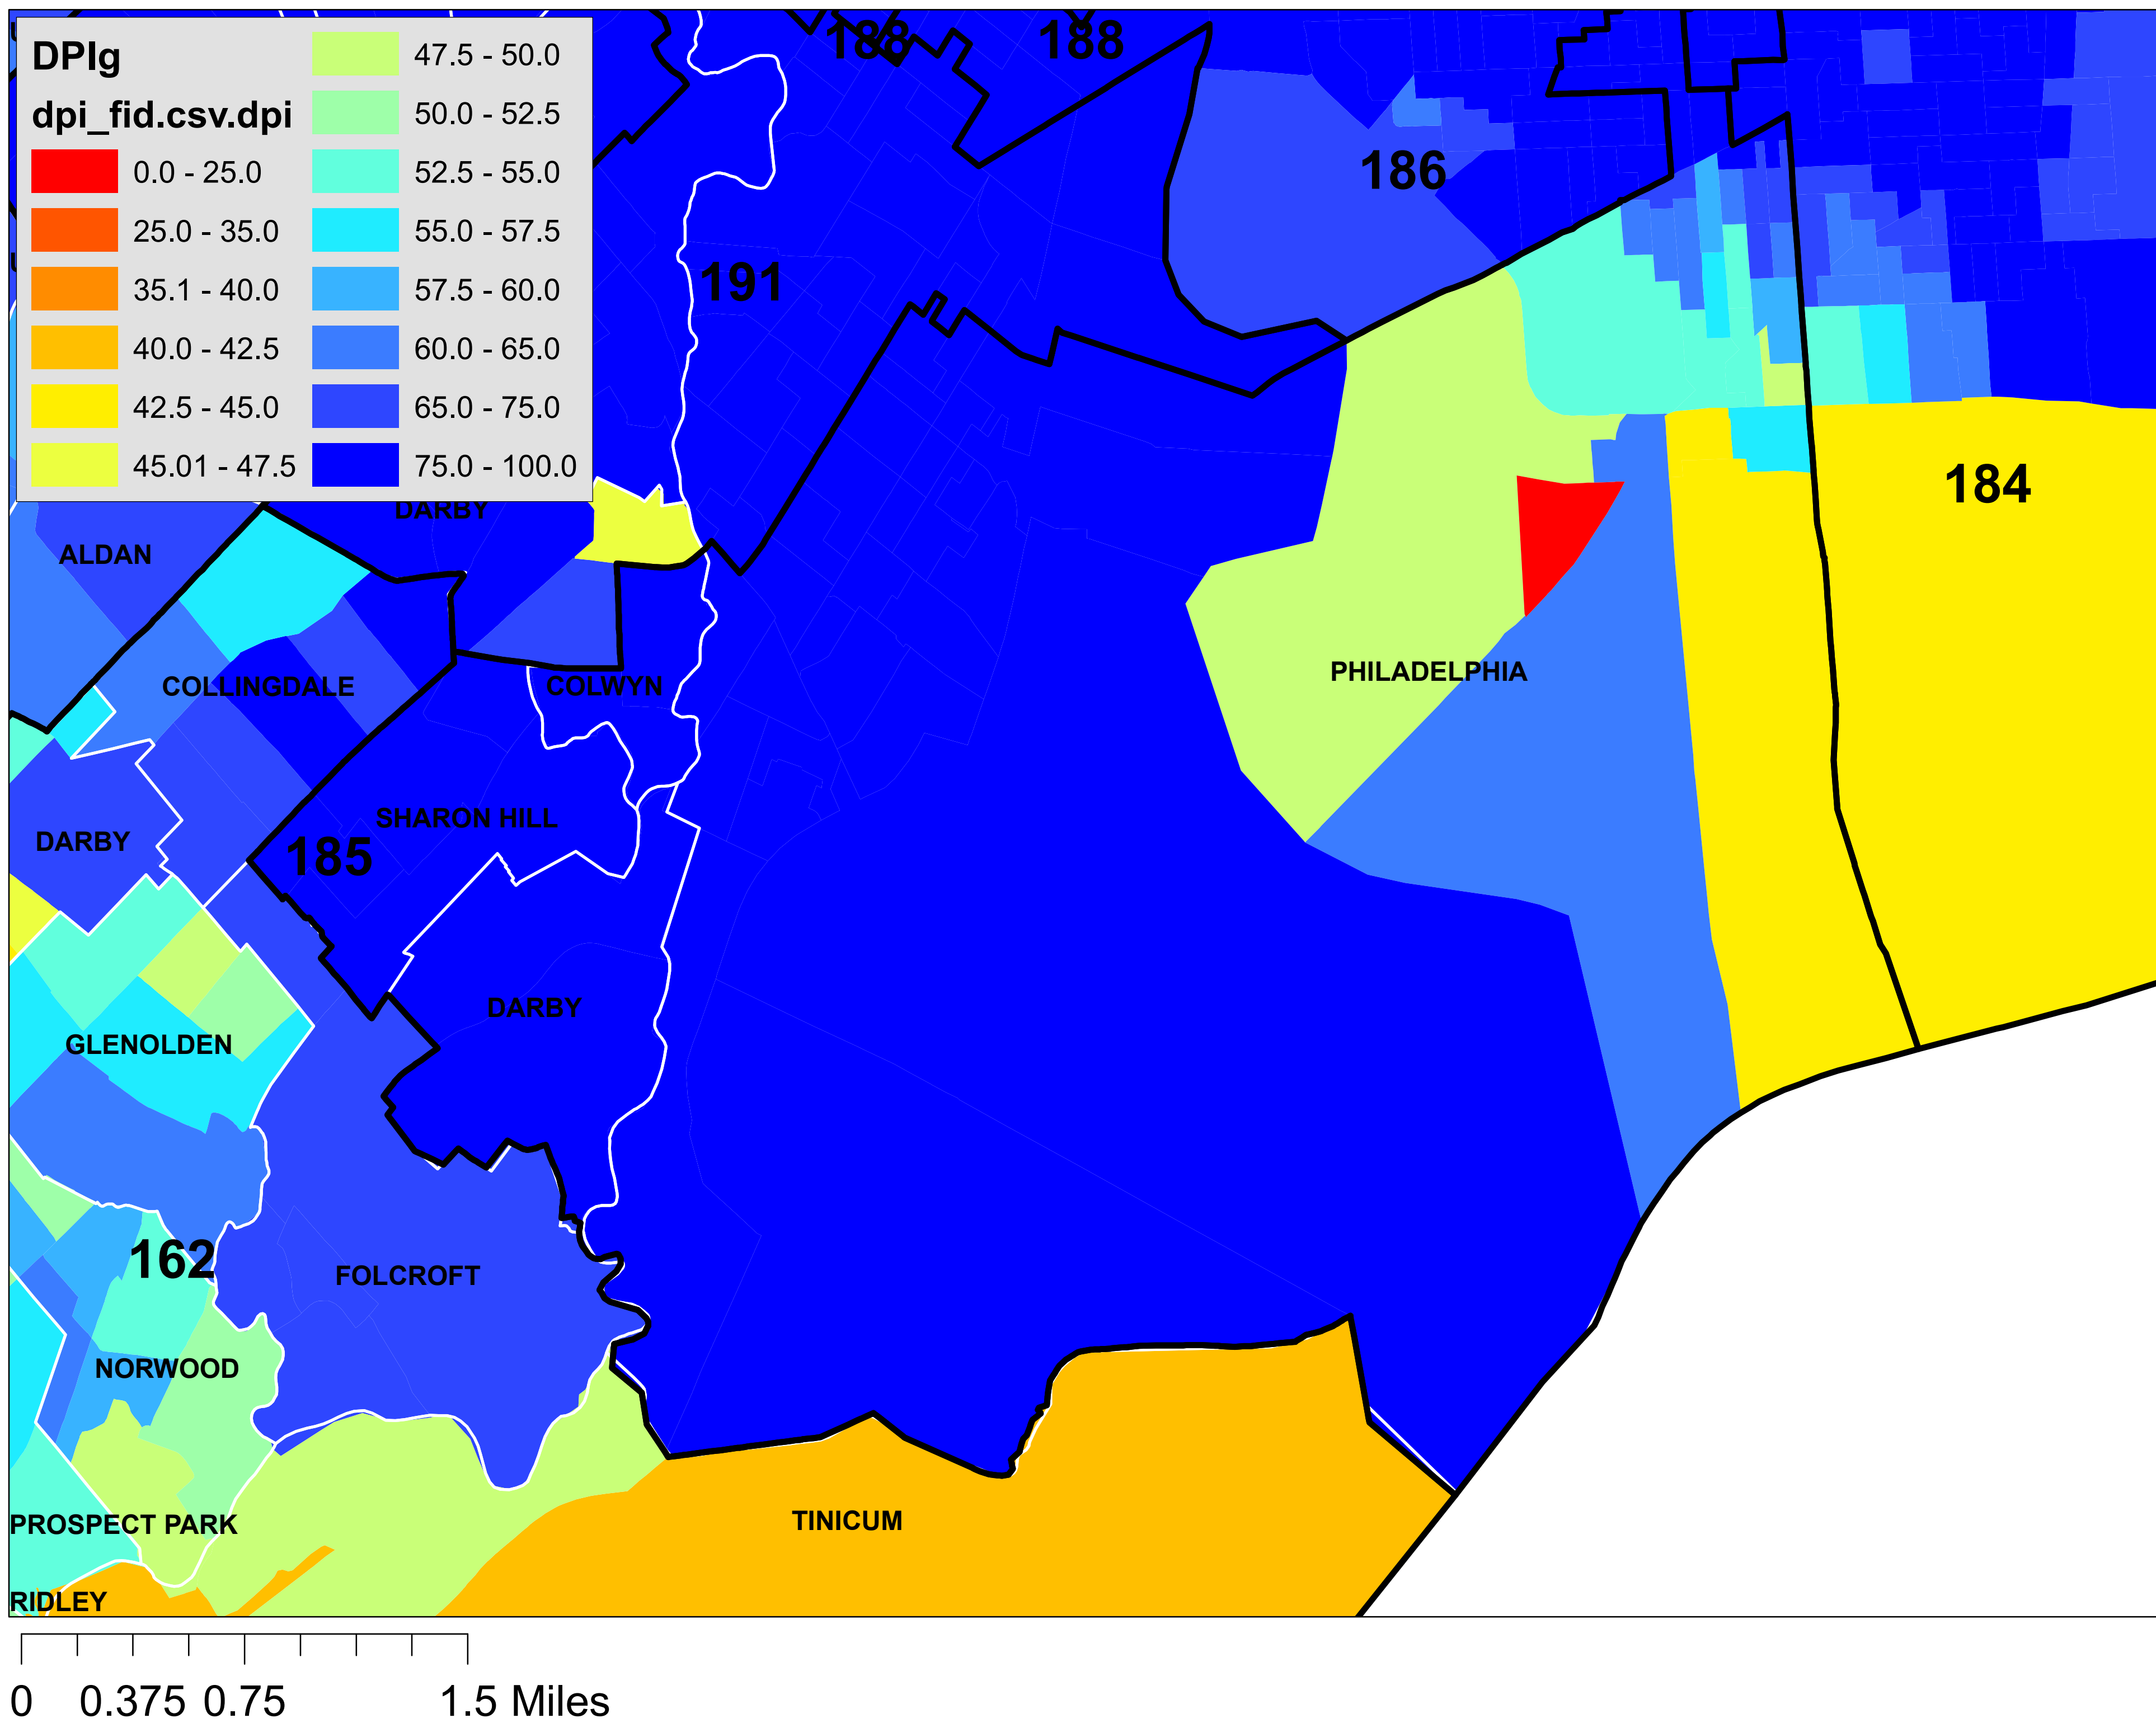 DPIg
dpi_fid.csv.dpi
0.0 - 25.0
25.0 - 35.0
35.1 - 40.0
40.0 - 42.5
42.5 - 45.0
45.01 - 47.5
47.5 - 50.0
50.0 - 52.5
52.5 - 55.0
55.0 - 57.5
57.5 - 60.0
60.0 - 65.0
65.0 - 75.0
75.0 - 100.0
188
188
186
191
184
DARBY
ALDAN
PHILADELPHIA
COLLINGDALE
COLWYN
SHARON HILL
DARBY
185
DARBY
GLENOLDEN
162
FOLCROFT
NORWOOD
TINICUM
PROSPECT PARK
RIDLEY
0 0.375 0.75 1.5 Miles